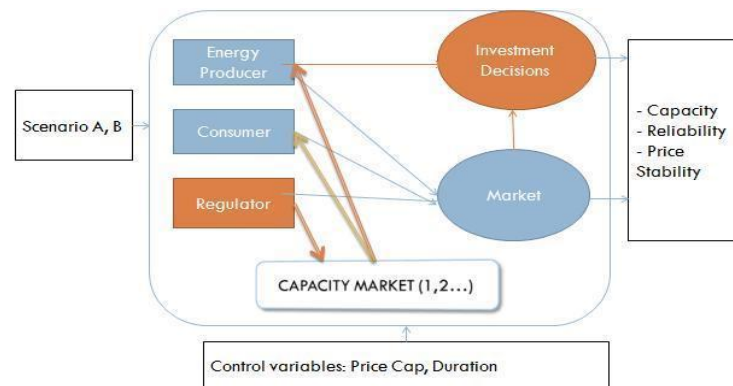 Scenario A, B
Energy
Producer
Consumer
Regulator
Investment
Decisions
Market
CAPACITY MARKET (1,2...)
- Capacity
- Reliability
- Price
Stability
Control variables: Price Cap, Duration